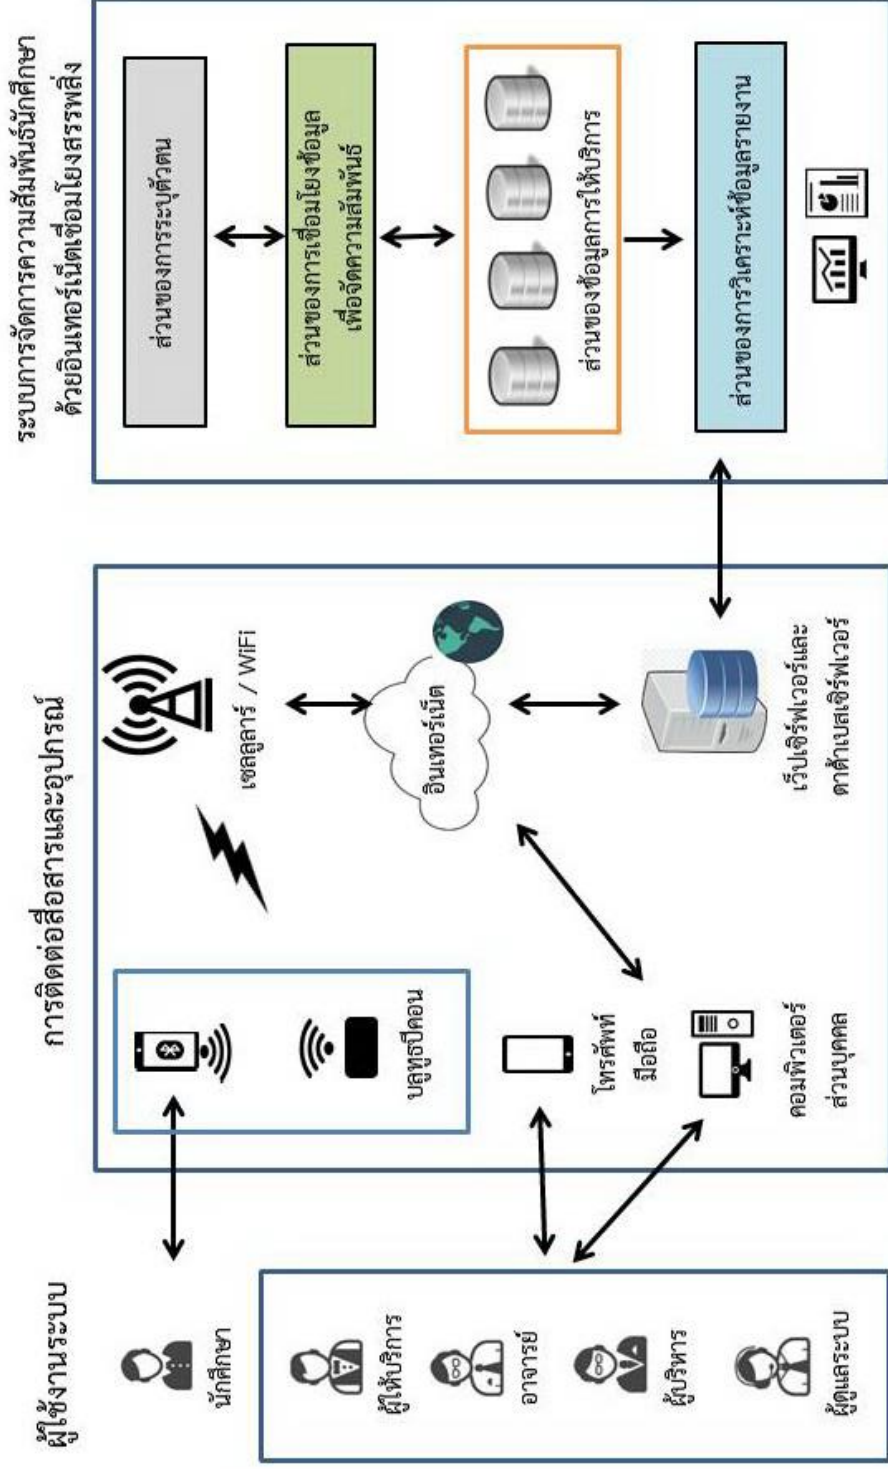 ผู้ใช้งานระบบ
นักศึกษา
ผู้ให้บริการ
อาจารย์
ผู้บริหาร
ผู้ดูแลระบบ
การติดต่อสื่อสารและอุปกรณ์
บลูทูธบีคอน
โทรศัพท์
มือถือ
คอมพิวเตอร์
ส่วนบุคคล
เซลลูลาร์ / WiFi
อินเทอร์เน็ต
เว็ปเซิร์ฟเวอร์และ
ดาต้าเบสเซิร์ฟเวอร์
ระบบการจัดการความสัมพันธ์นักศึกษา
ด้วยอินเทอร์เน็ตเชื่อมโยงสรรพสิ่ง
ส่วนของการระบุตัวตน
ส่วนของการเชื่อมโยงข้อมูล
เพื่อจัดความสัมพันธ์
ส่วนของข้อมูลการให้บริการ
ส่วนของการวิเคราะห์ข้อมูลรายงาน